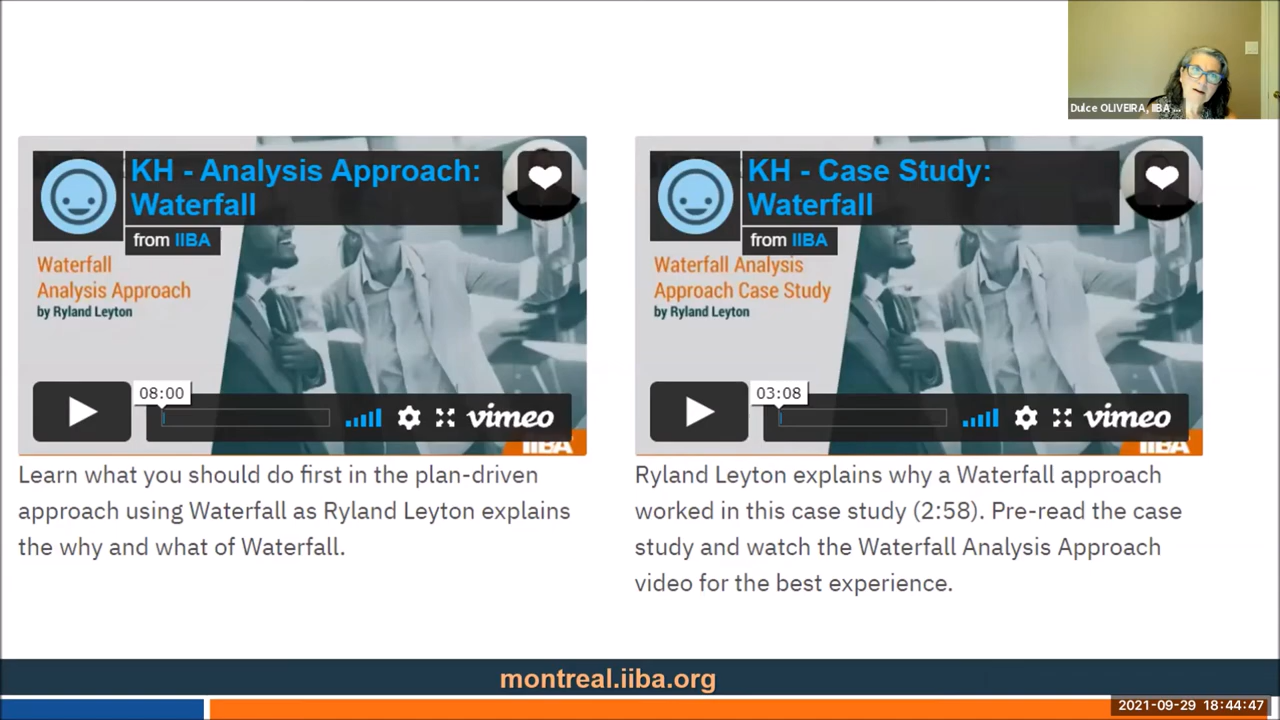 Dulce OLIVEIRA, IIBA ...
KH - Analysis Approach:
Waterfall
from IIBA
Waterfall
Analysis Approach
by Ryland Leyton
08:00
vimeo
IIBA
Learn what you should do first in the plan-driven
approach using Waterfall as Ryland Leyton explains
the why and what of Waterfall.
KH - Case Study:
Waterfall
from IIBA
Waterfall Analysis
Approach Case Study
by Ryland Leyton
03:08
vimeo
IIBA
Ryland Leyton explains why a Waterfall approach
worked in this case study (2:58). Pre-read the case
study and watch the Waterfall Analysis Approach
video for the best experience.
montreal.iiba.org
2021-09-29 18:44:47